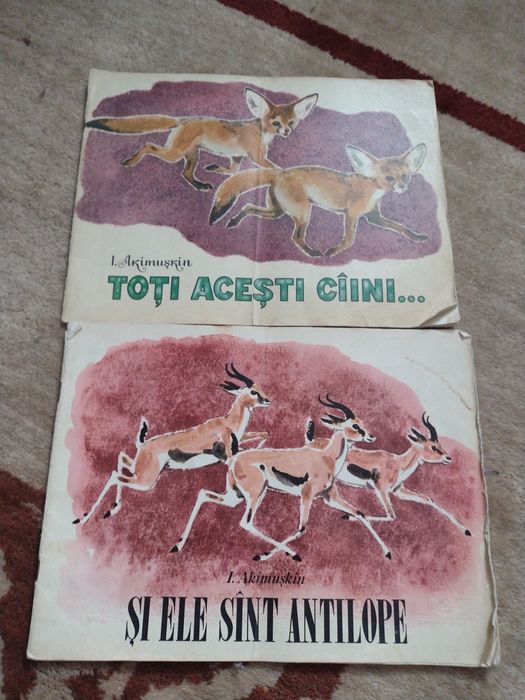 I. Akimuşkin
TOŢI ACEŞTI CÎINI...
I. Akimuşkin
ŞI ELE SÎNT ANTILOPE